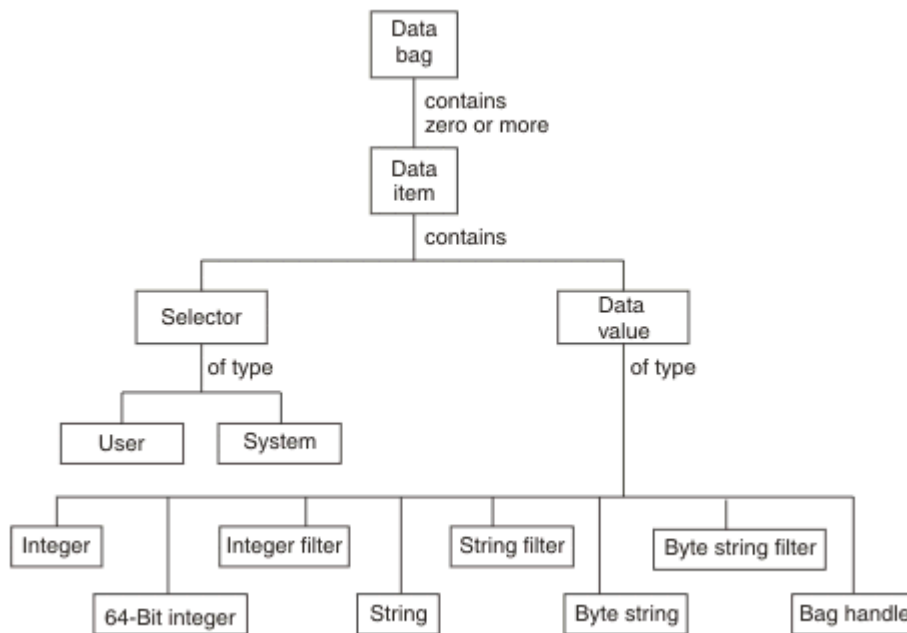 Data
bag
contains
zero or more
Data
item
contains
Selector
Data
value
of type
of type
User
System
Integer
Integer filter
String filter
Byte string filter
64-Bit integer
String
Byte string
Bag handle